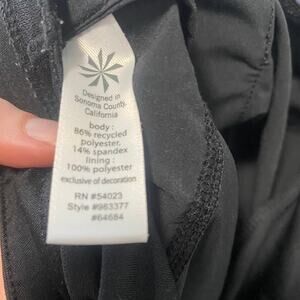 Designed in
Sonoma County,
California
body:
86% recycled
polyester,
14% spandex
lining:
100% polyester
exclusive of decoration
RN #54023
Style #983377
#64684